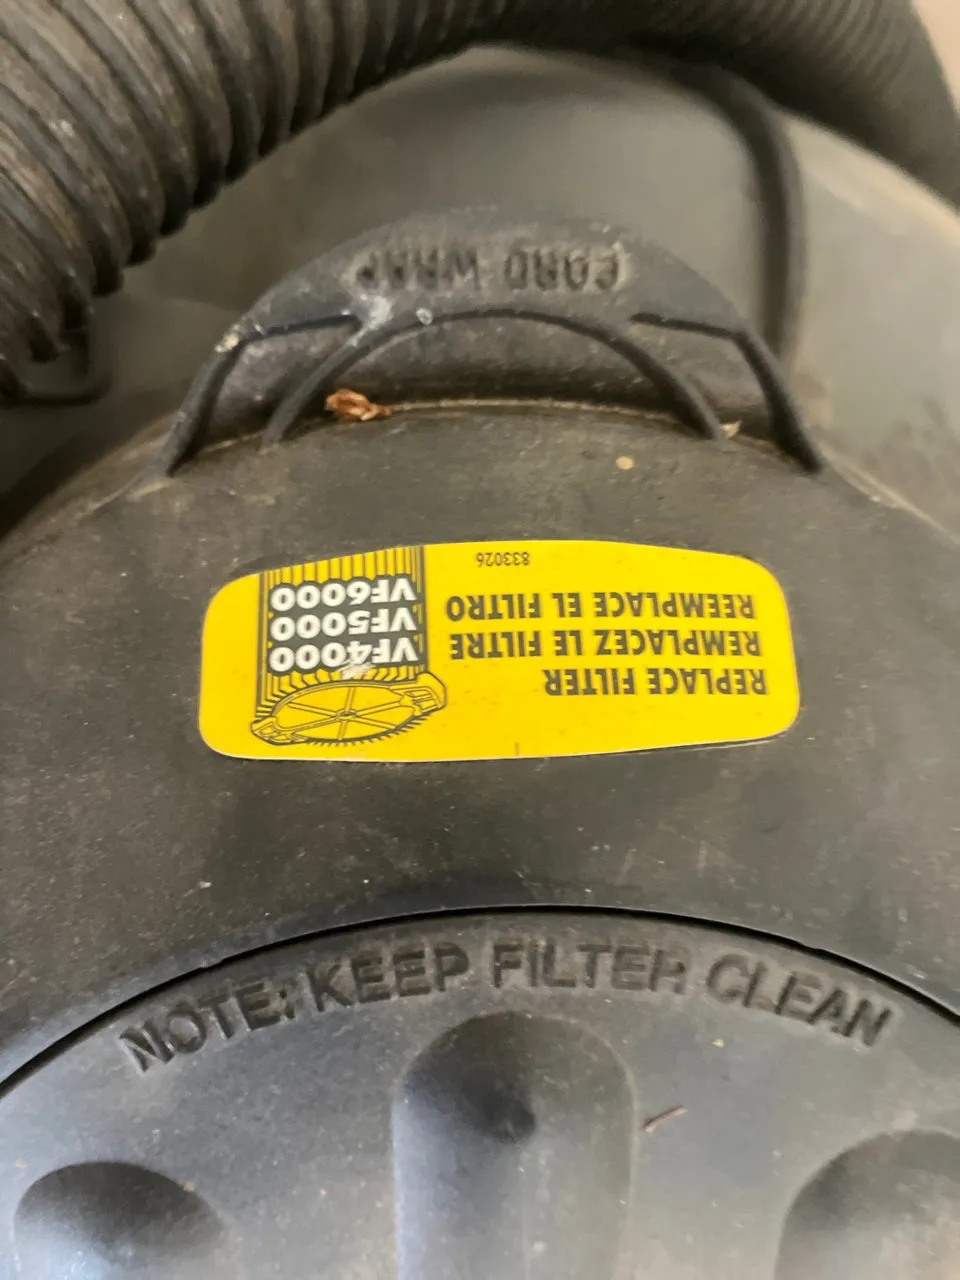 CORD WRAP
REPLACE FILTER
REMPLACEZ LE FILTRE
REEMPLACE EL FILTRO
VF4000
VF5000
VF6000
833026
NOTE: KEEP FILTER CLEAN